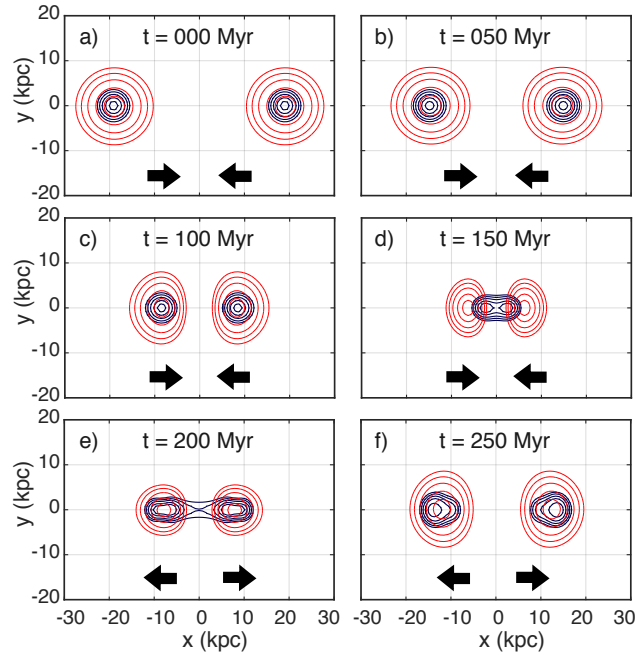 a) t = 000 Myr
b) t = 050 Myr
y (kpc)
20
10
0
-10
-20
c) t = 100 Myr
d) t = 150 Myr
y (kpc)
20
10
0
-10
-20
e) t = 200 Myr
f) t = 250 Myr
y (kpc)
20
10
0
-10
-20
-30 -20 -10 0 10 20 30
-30 -20 -10 0 10 20 30
x (kpc)
x (kpc)